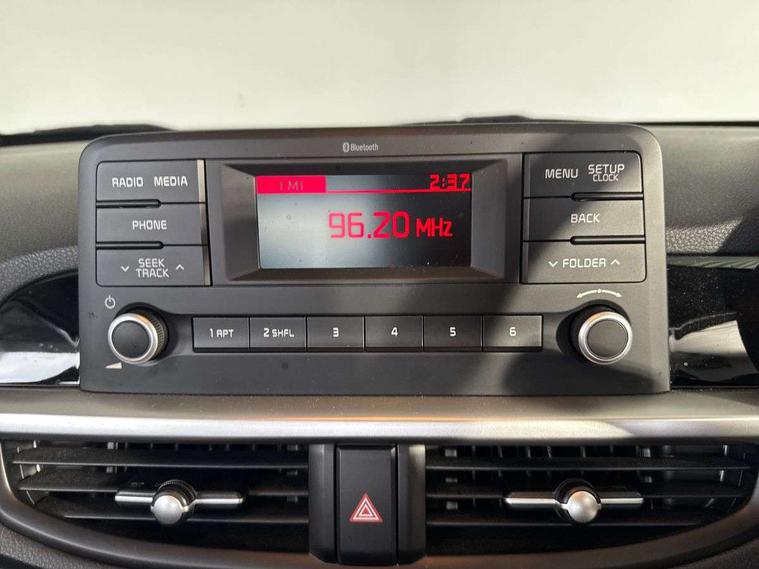 Bluetooth
RADIO MEDIA
2:37
MENU SETUP
CLOCK
PHONE
96.20 MHz
BACK
SEEK
TRACK
FOLDER
1 RPT 2 SHFL 3 4 5 6